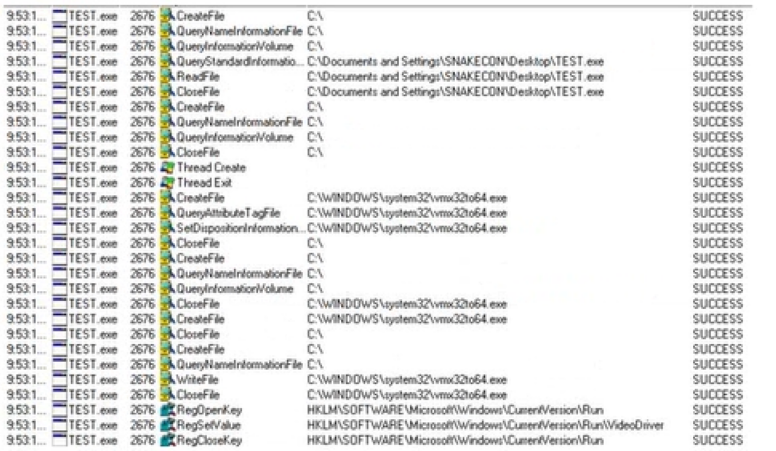 9:53:1... TEST.exe 2676 CreateFile C:\ SUCCESS
9:53:1... TEST.exe 2676 QueryNameInformationFile C:\ SUCCESS
9:53:1... TEST.exe 2676 QueryInformationVolume C:\ SUCCESS
9:53:1... TEST.exe 2676 QueryStandardInformatio... C:\Documents and Settings\SNAKECON\Desktop\TEST.exe SUCCESS
9:53:1... TEST.exe 2676 ReadFile C:\Documents and Settings\SNAKECON\Desktop\TEST.exe SUCCESS
9:53:1... TEST.exe 2676 CloseFile C:\Documents and Settings\SNAKECON\Desktop\TEST.exe SUCCESS
9:53:1... TEST.exe 2676 CreateFile C:\ SUCCESS
9:53:1... TEST.exe 2676 QueryNameInformationFile C:\ SUCCESS
9:53:1... TEST.exe 2676 QueryInformationVolume C:\ SUCCESS
9:53:1... TEST.exe 2676 CloseFile C:\ SUCCESS
9:53:1... TEST.exe 2676 Thread Create SUCCESS
9:53:1... TEST.exe 2676 Thread Exit SUCCESS
9:53:1... TEST.exe 2676 CreateFile C:\WINDOWS\system32\vmx32to64.exe SUCCESS
9:53:1... TEST.exe 2676 QueryAttributeTagFile C:\WINDOWS\system32\vmx32to64.exe SUCCESS
9:53:1... TEST.exe 2676 SetDispositionInformation... C:\WINDOWS\system32\vmx32to64.exe SUCCESS
9:53:1... TEST.exe 2676 CloseFile C:\ SUCCESS
9:53:1... TEST.exe 2676 CreateFile C:\ SUCCESS
9:53:1... TEST.exe 2676 QueryNameInformationFile C:\ SUCCESS
9:53:1... TEST.exe 2676 QueryInformationVolume C:\ SUCCESS
9:53:1... TEST.exe 2676 CloseFile C:\WINDOWS\system32\vmx32to64.exe SUCCESS
9:53:1... TEST.exe 2676 CreateFile C:\WINDOWS\system32\vmx32to64.exe SUCCESS
9:53:1... TEST.exe 2676 CloseFile C:\ SUCCESS
9:53:1... TEST.exe 2676 CreateFile C:\ SUCCESS
9:53:1... TEST.exe 2676 QueryNameInformationFile C:\ SUCCESS
9:53:1... TEST.exe 2676 WriteFile C:\WINDOWS\system32\vmx32to64.exe SUCCESS
9:53:1... TEST.exe 2676 CloseFile C:\WINDOWS\system32\vmx32to64.exe SUCCESS
9:53:1... TEST.exe 2676 RegOpenKey HKLM\SOFTWARE\Microsoft\Windows\CurrentVersion\Run SUCCESS
9:53:1... TEST.exe 2676 RegSetValue HKLM\SOFTWARE\Microsoft\Windows\CurrentVersion\Run\VideoDriver SUCCESS
9:53:1... TEST.exe 2676 RegCloseKey HKLM\SOFTWARE\Microsoft\Windows\CurrentVersion\Run SUCCESS